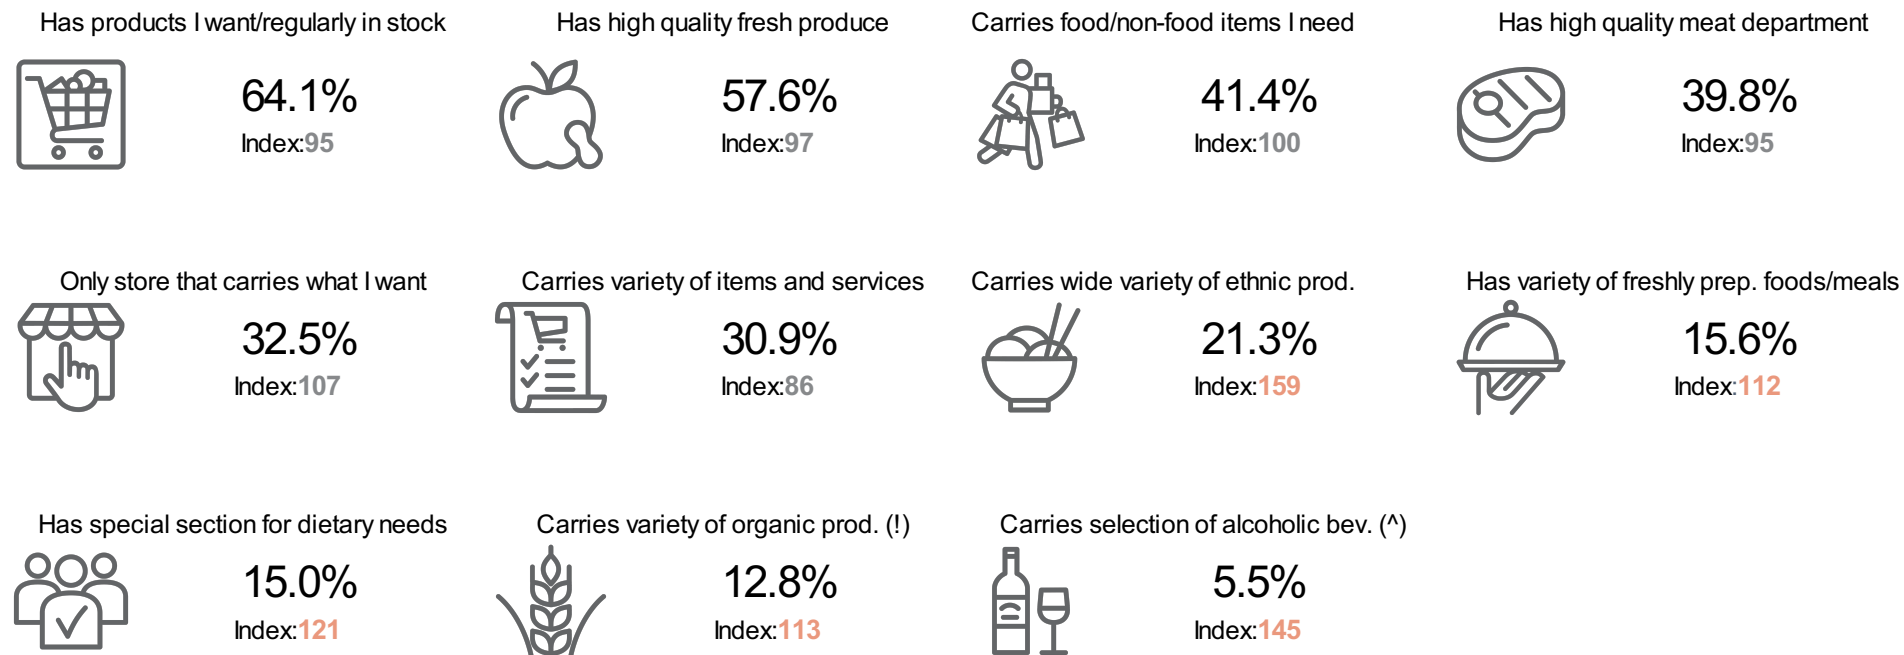 Has products I want/regularly in stock
64.1%
Index:95
Has high quality fresh produce
57.6%
Index:97
Carries food/non-food items I need
41.4%
Index:100
Has high quality meat department
39.8%
Index:95
Only store that carries what I want
32.5%
Index:107
Carries variety of items and services
30.9%
Index:86
Carries wide variety of ethnic prod.
21.3%
Index:159
Has variety of freshly prep. foods/meals
15.6%
Index:112
Has special section for dietary needs
15.0%
Index:121
Carries variety of organic prod. (!)
12.8%
Index:113
Carries selection of alcoholic bev. (^)
5.5%
Index:145